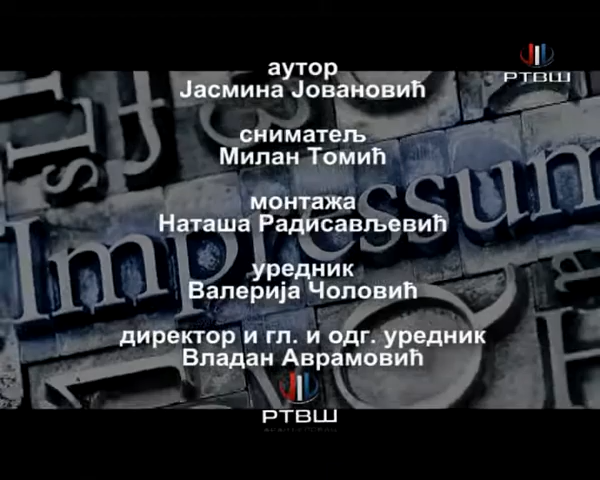 РТВШ
аутор
Јасмина Јовановић
сниматељ
Милан Томић
монтажа
Наташа Радисављевић
уредник
Валерија Чоловић
директор и гл. и одг. уредник
Владан Аврамовић
Impressum
РТВШ